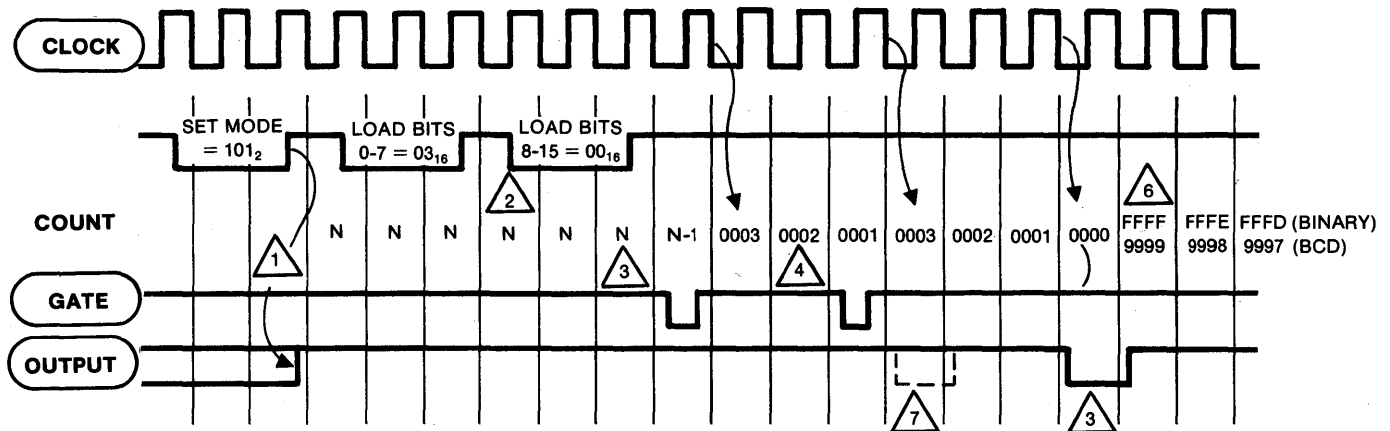 CLOCK
SET MODE
= 101₂
LOAD BITS
0-7 = 03₁₆
LOAD BITS
8-15 = 00₁₆
2
6
COUNT
N N N N N N N-1 0003 0002 0001 0003 0002 0001 0000 FFFF FFFE FFFD (BINARY)
9999 9998 9997 (BCD)
1
3
4
GATE
OUTPUT
7
3